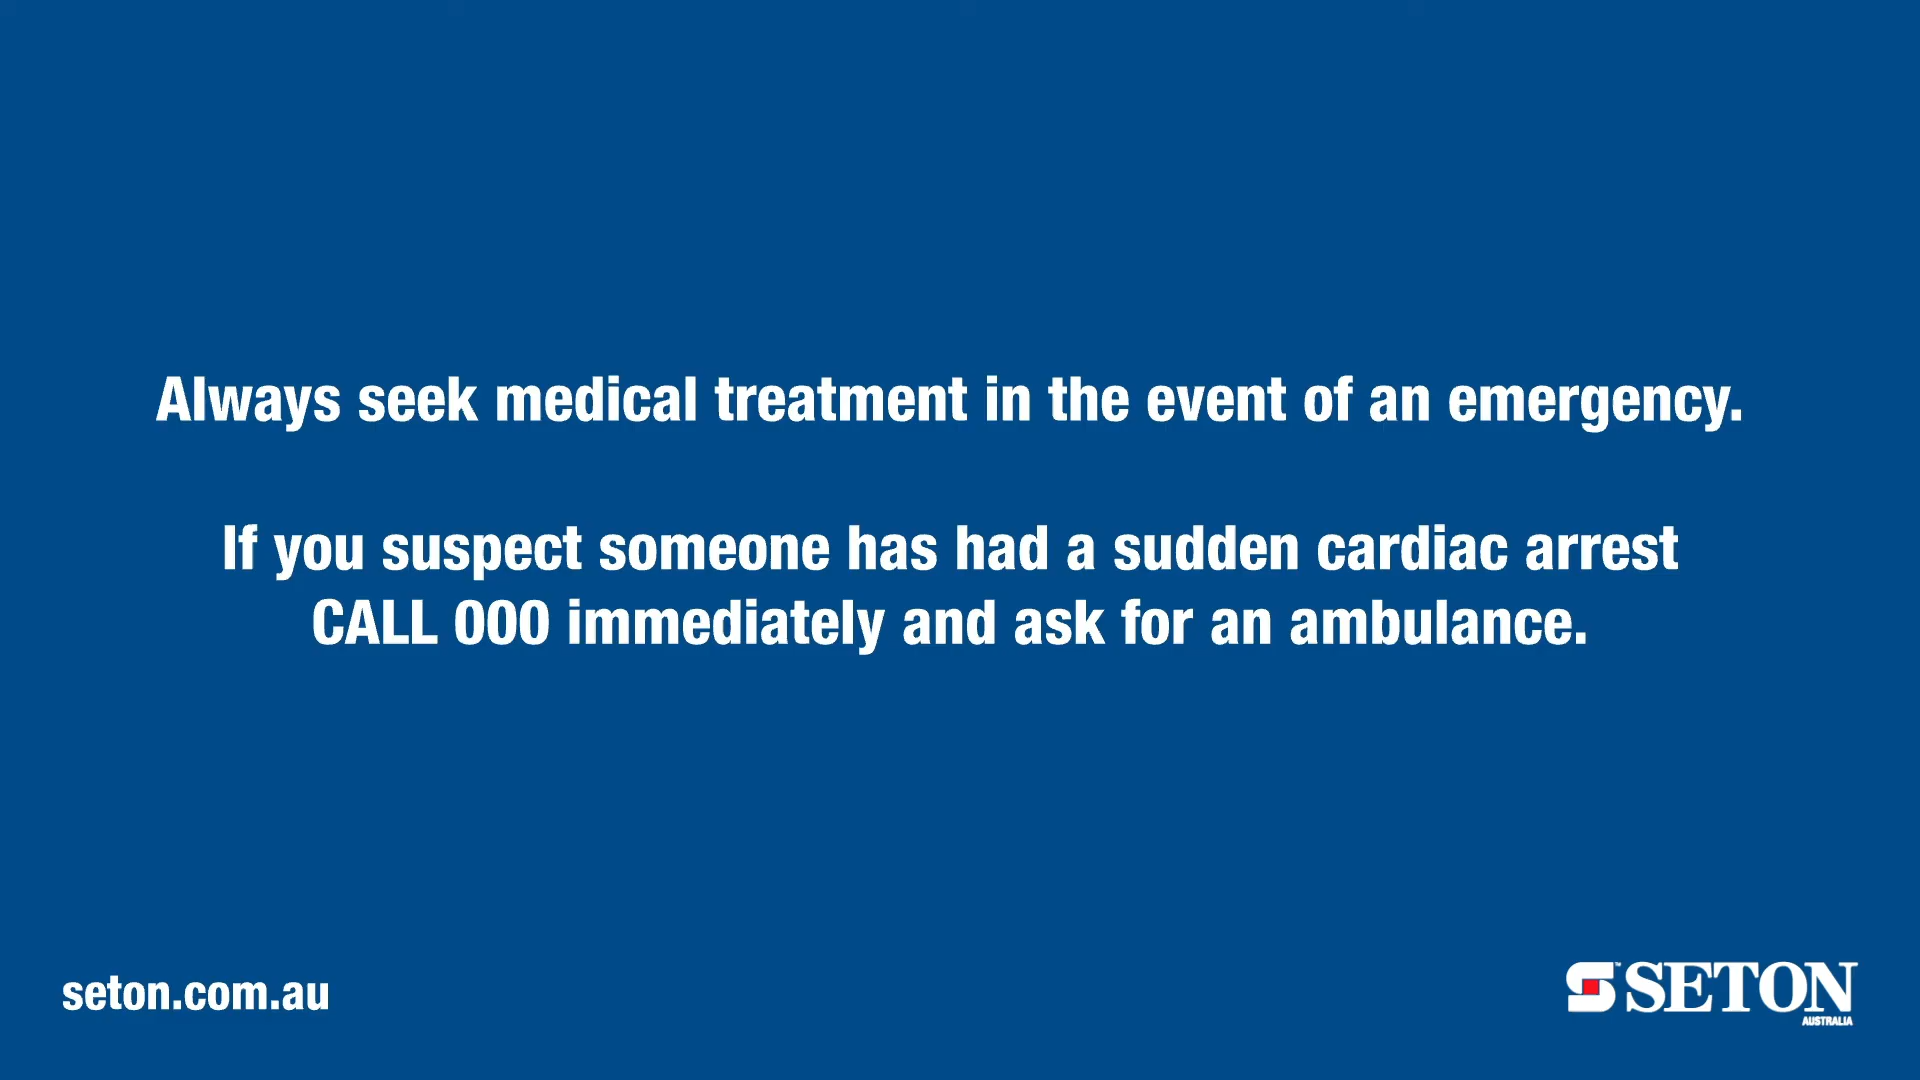 Always seek medical treatment in the event of an emergency.
If you suspect someone has had a sudden cardiac arrest
CALL 000 immediately and ask for an ambulance.
seton.com.au
SETON
AUSTRALIA